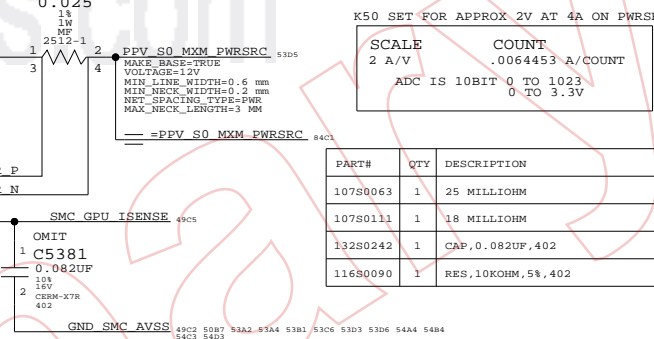 0.025
1%
1W
MF
2512-1
1 2
3 4
PPV_S0_MXM_PWRSRC 53D5
MAKE_BASE=TRUE
VOLTAGE=12V
MIN_LINE_WIDTH=0.6 mm
MIN_NECK_WIDTH=0.2 mm
NET_SPACING_TYPE=PWR
MAX_NECK_LENGTH=3 MM
=PPV_S0_MXM_PWRSRC 84C1
_P
_N
SMC_GPU_ISENSE 49C5
OMIT
1
C5381
0.082UF
10%
16V
CERM-X7R
402
2
GND_SMC_AVSS 49C2 50B7 53A2 53A4 53B1 53C6 53D3 53D6 54A4 54B4
54C3 54D3
K50 SET FOR APPROX 2V AT 4A ON PWRS
SCALE COUNT
2 A/V .0064453 A/COUNT
ADC IS 10BIT 0 TO 1023
0 TO 3.3V
PART# QTY DESCRIPTION
107S0063 1 25 MILLIOHM
107S0111 1 18 MILLIOHM
132S0242 1 CAP,0.082UF,402
116S0090 1 RES,10KOHM,5%,402